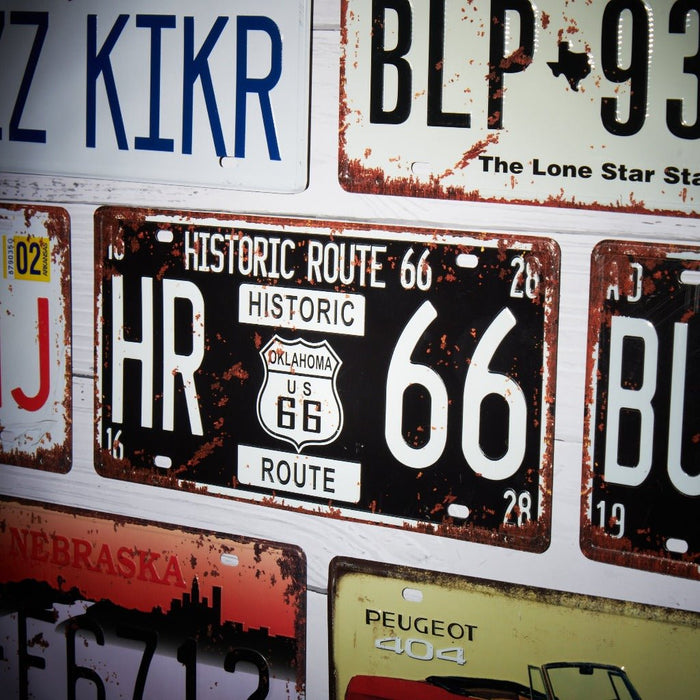 ZZ KIKR
BLP 93
The Lone Star Sta
02
ARKANSAS
J
HISTORIC ROUTE 66
28
HISTORIC
HR
OKLAHOMA
U S
66
66
ROUTE
16
28
BU
19
NEBRASKA
PEUGEOT
404